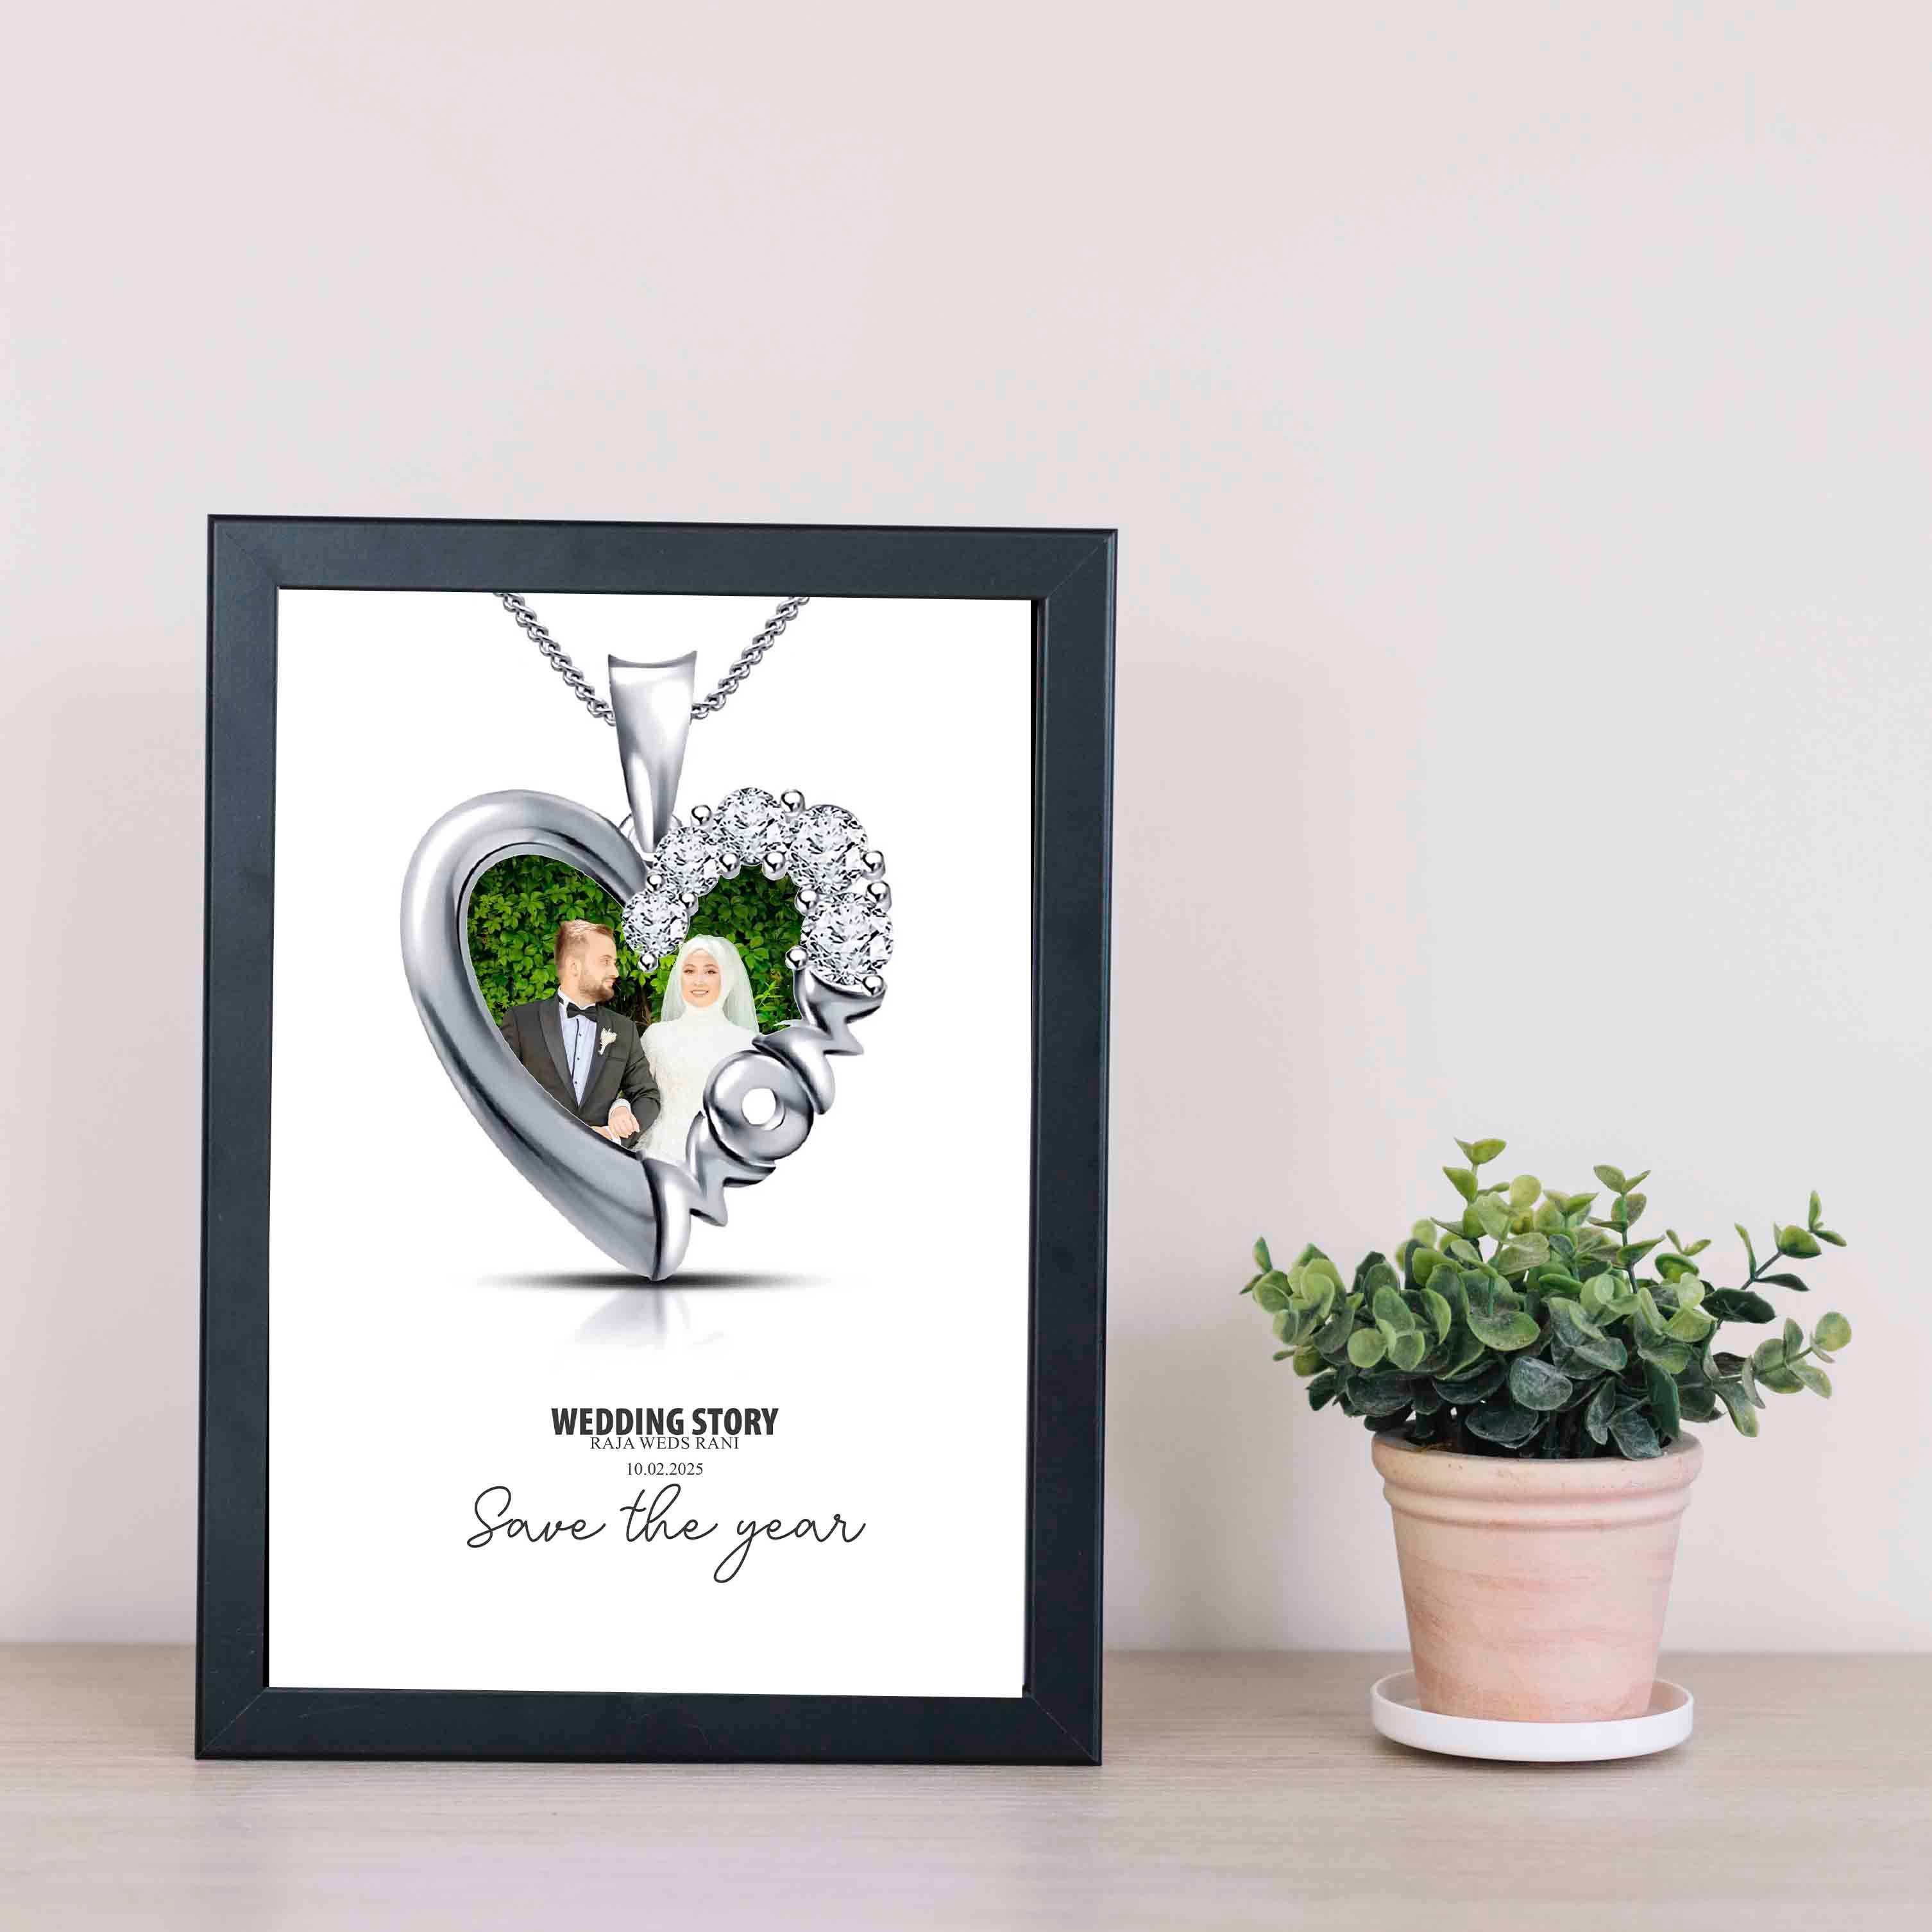 MOM
WEDDING STORY
RAJA WEDS RANI
10.02.2025
Save the year